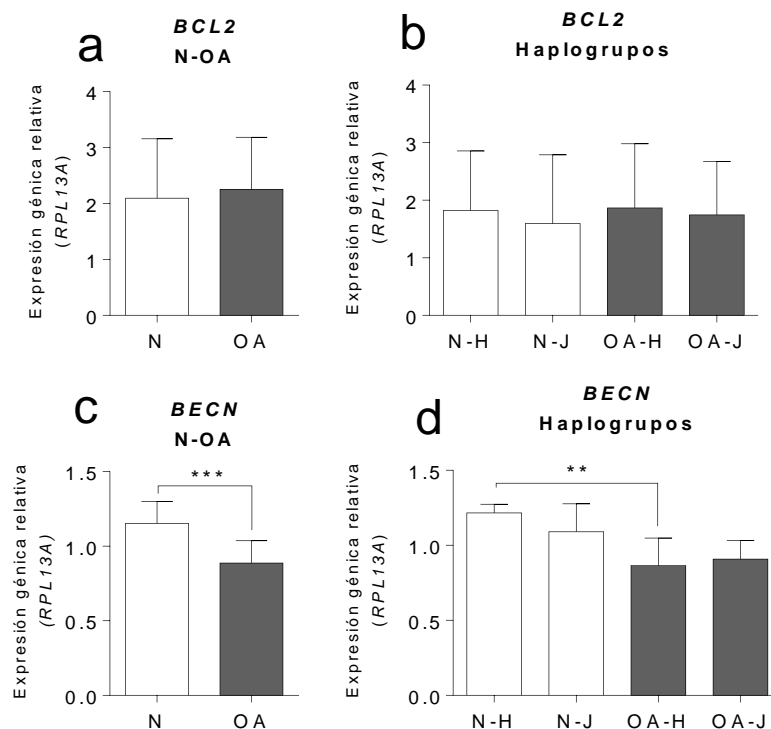 a
BCL2
N-OA
Expresión génica relativa
(RPL13A)
4
3
2
1
0
N
OA
b
BCL2
Haplogrupos
Expresión génica relativa
(RPL13A)
4
3
2
1
0
N-H
N-J
OA-H
OA-J
c
BECN
N-OA
Expresión génica relativa
(RPL13A)
1.5
1.0
0.5
0.0
***
N
OA
d
BECN
Haplogrupos
Expresión génica relativa
(RPL13A)
1.5
1.0
0.5
0.0
**
N-H
N-J
OA-H
OA-J